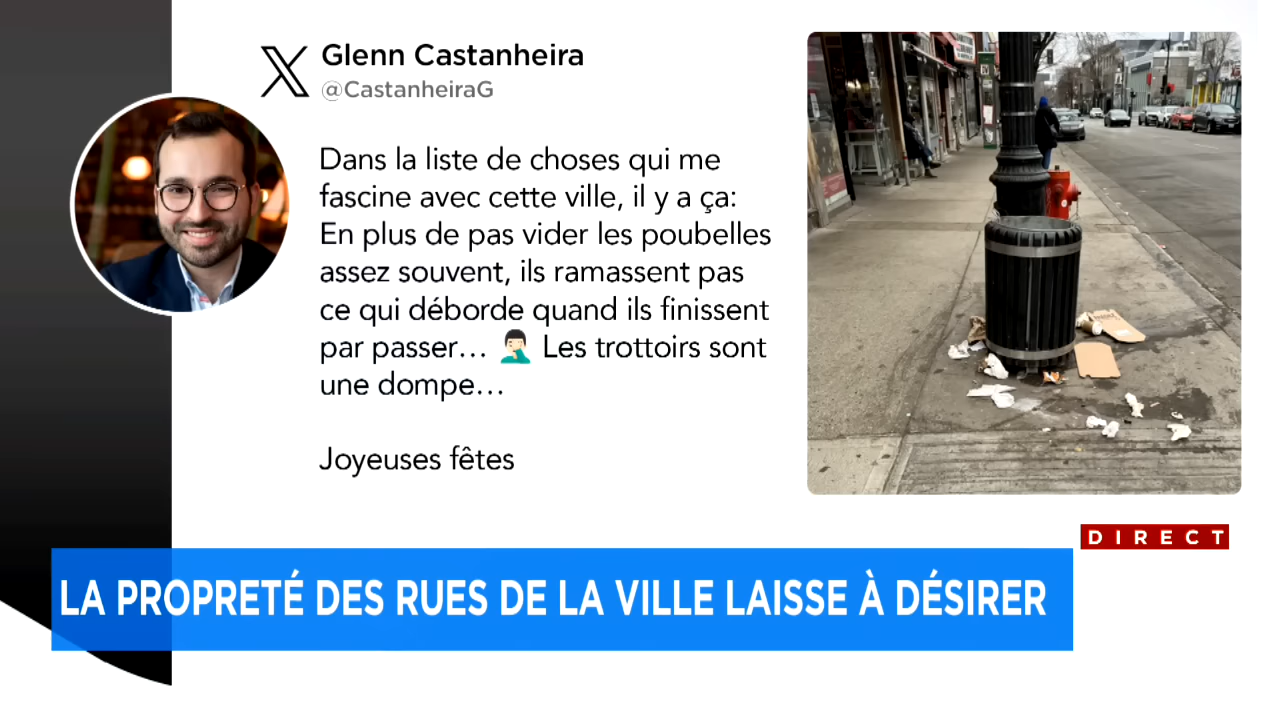 Glenn Castanheira
@CastanheiraG
Dans la liste de choses qui me
fascine avec cette ville, il y a ça:
En plus de pas vider les poubelles
assez souvent, ils ramassent pas
ce qui déborde quand ils finissent
par passer… 🤦🏻‍♂️ Les trottoirs sont
une dompe…
Joyeuses fêtes
DIRECT
LA PROPRETÉ DES RUES DE LA VILLE LAISSE À DÉSIRER